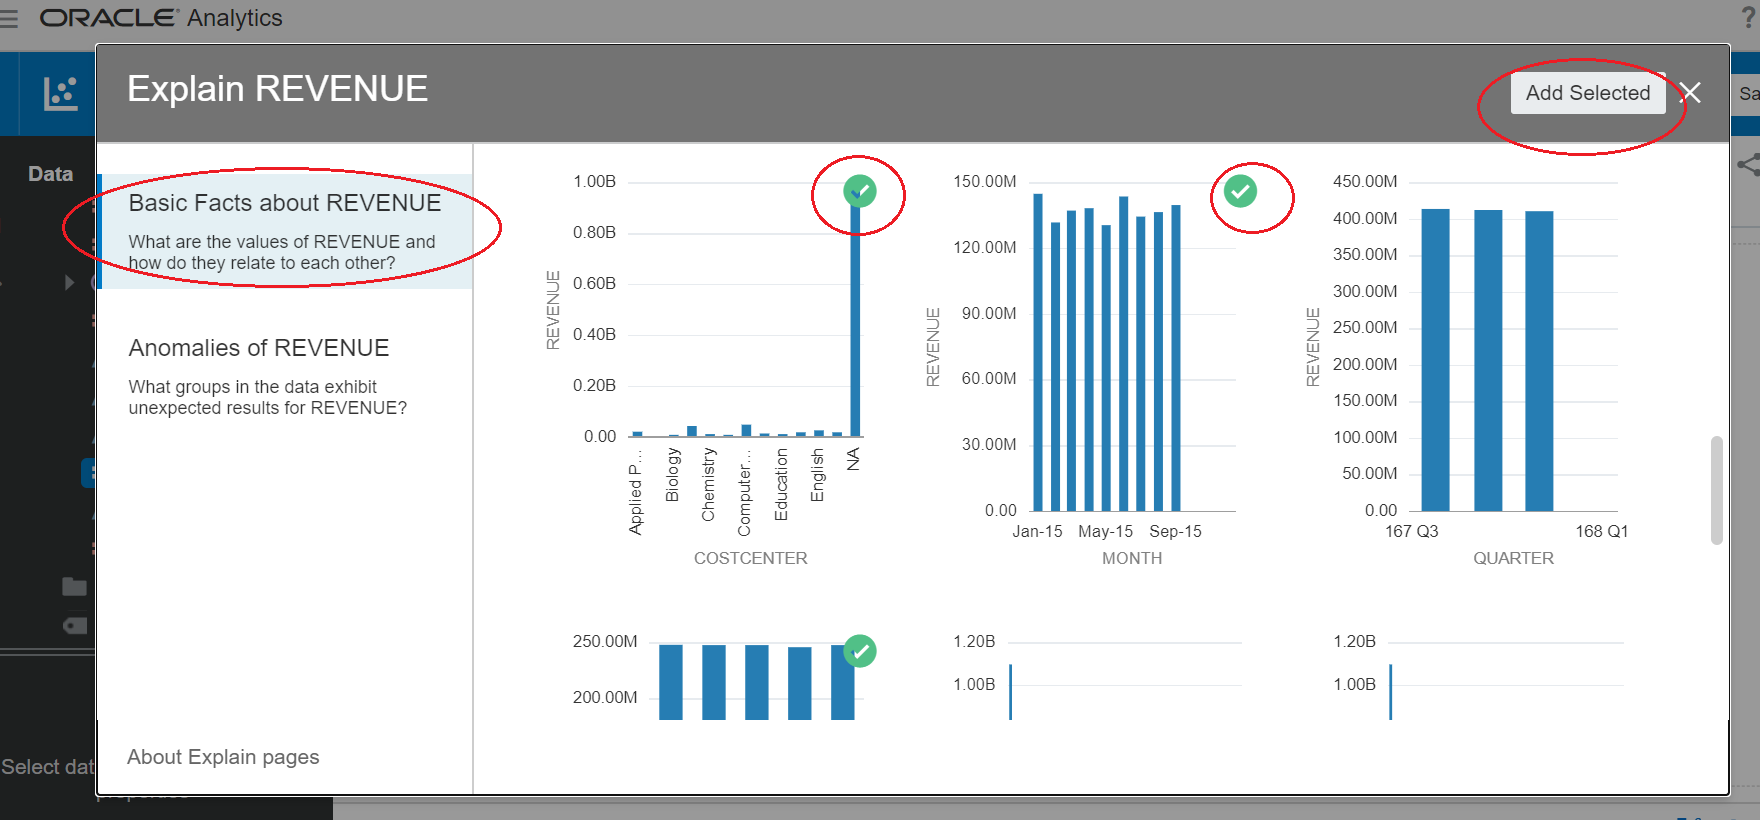 ORACLE Analytics
?
Explain REVENUE
Add Selected
Sa
Data
Basic Facts about REVENUE
What are the values of REVENUE and
how do they relate to each other?
Anomalies of REVENUE
What groups in the data exhibit
unexpected results for REVENUE?
About Explain pages
Select dat
1.00B
0.80B
0.60B
0.40B
0.20B
0.00
REVENUE
Applied P...
Biology
Chemistry
Computer...
Education
English
NA
COSTCENTER
150.00M
120.00M
90.00M
60.00M
30.00M
0.00
REVENUE
Jan-15 May-15 Sep-15
MONTH
450.00M
400.00M
350.00M
300.00M
250.00M
200.00M
150.00M
100.00M
50.00M
0.00
REVENUE
167 Q3 168 Q1
QUARTER
250.00M
200.00M
1.20B
1.00B
1.20B
1.00B